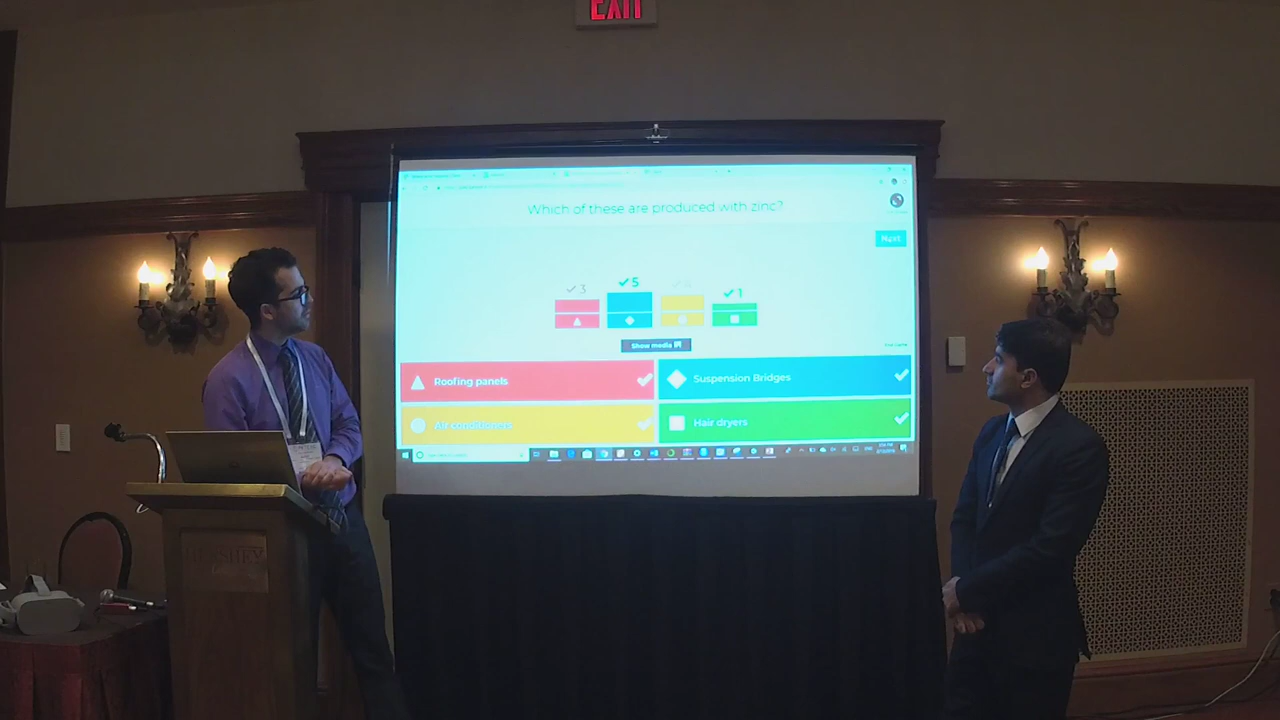 EXIT
Which of these are produced with zinc?
Next
3
5
1
Show media
Roofing panels
Suspension Bridges
Air conditioners
Hair dryers
HERSHEY